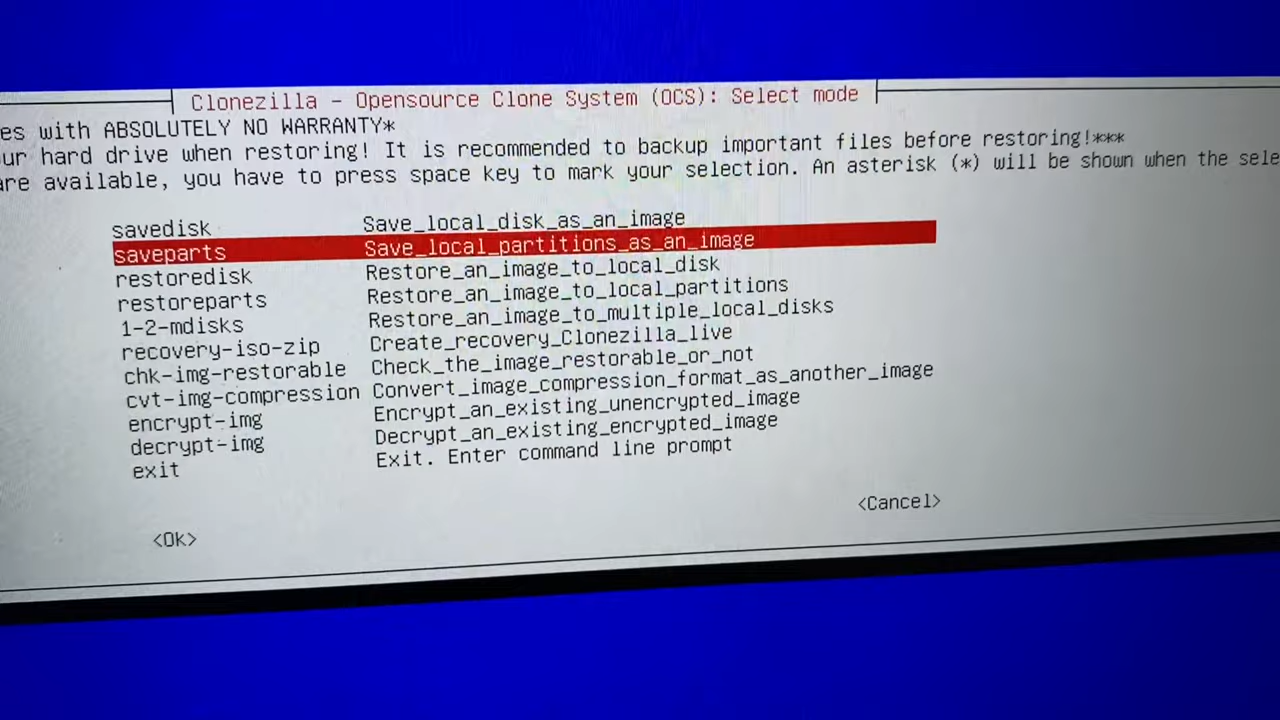 Clonezilla - Opensource Clone System (OCS): Select mode
es with ABSOLUTELY NO WARRANTY*
ur hard drive when restoring! It is recommended to backup important files before restoring!***
are available, you have to press space key to mark your selection. An asterisk (*) will be shown when the sele
savedisk Save_local_disk_as_an_image
saveparts Save_local_partitions_as_an_image
restoredisk Restore_an_image_to_local_disk
restoreparts Restore_an_image_to_local_partitions
1-2-mdisks Restore_an_image_to_multiple_local_disks
recovery-iso-zip Create_recovery_Clonezilla_live
chk-img-restorable Check_the_image_restorable_or_not
cvt-img-compression Convert_image_compression_format_as_another_image
encrypt-img Encrypt_an_existing_unencrypted_image
decrypt-img Decrypt_an_existing_encrypted_image
exit Exit. Enter command line prompt
<Ok> <Cancel>